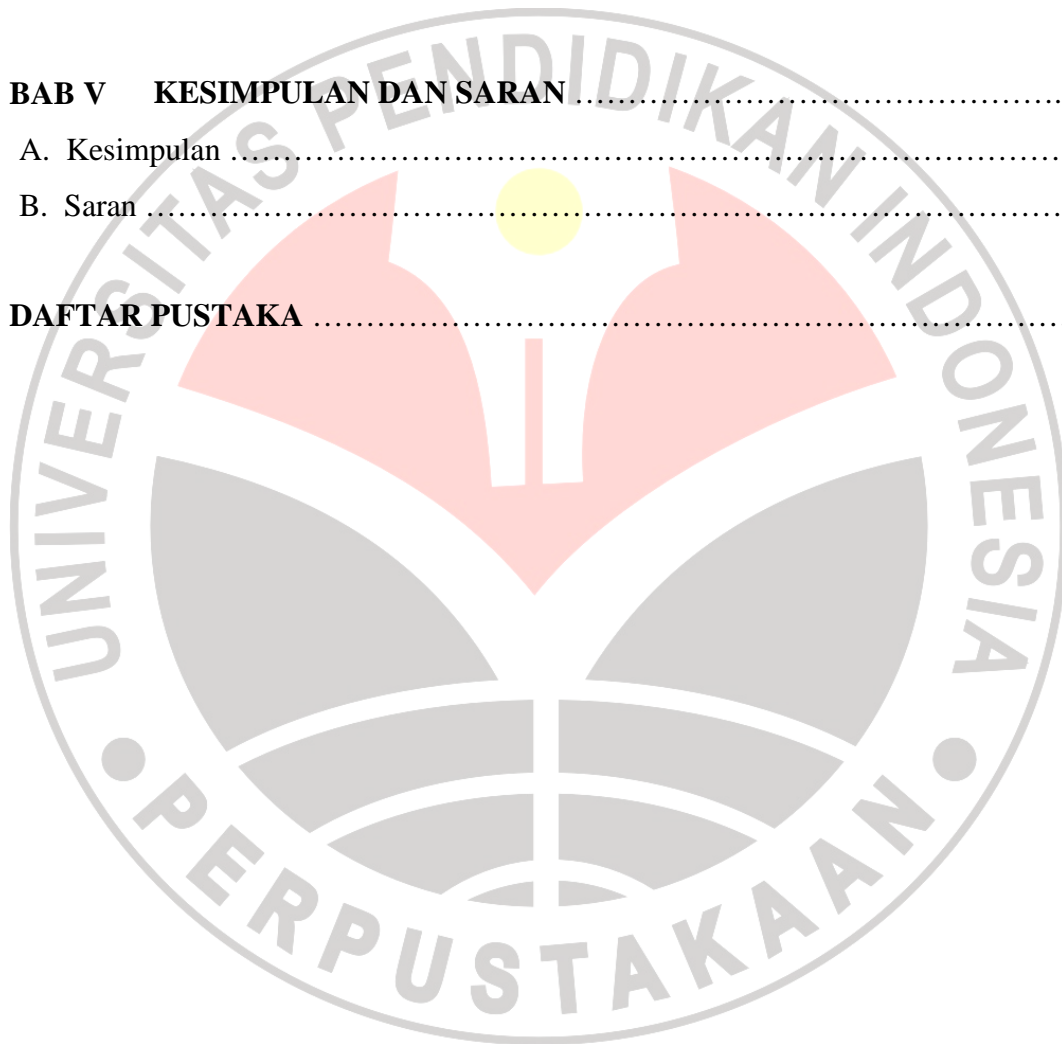 BAB V KESIMPULAN DAN SARAN ................................................
A. Kesimpulan ................................................................................
B. Saran ..........................................................................................
DAFTAR PUSTAKA ........................................................................
UNIVERSITAS PENDIDIKAN INDONESIA
PERPUSTAKAAN